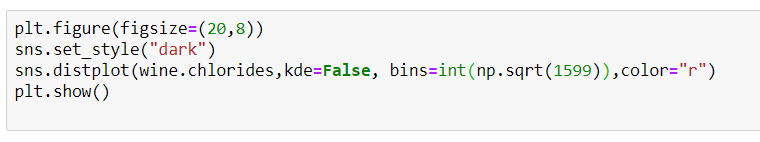 plt.figure(figsize=(20,8))
sns.set_style("dark")
sns.distplot(wine.chlorides,kde=False, bins=int(np.sqrt(1599)),color="r")
plt.show()